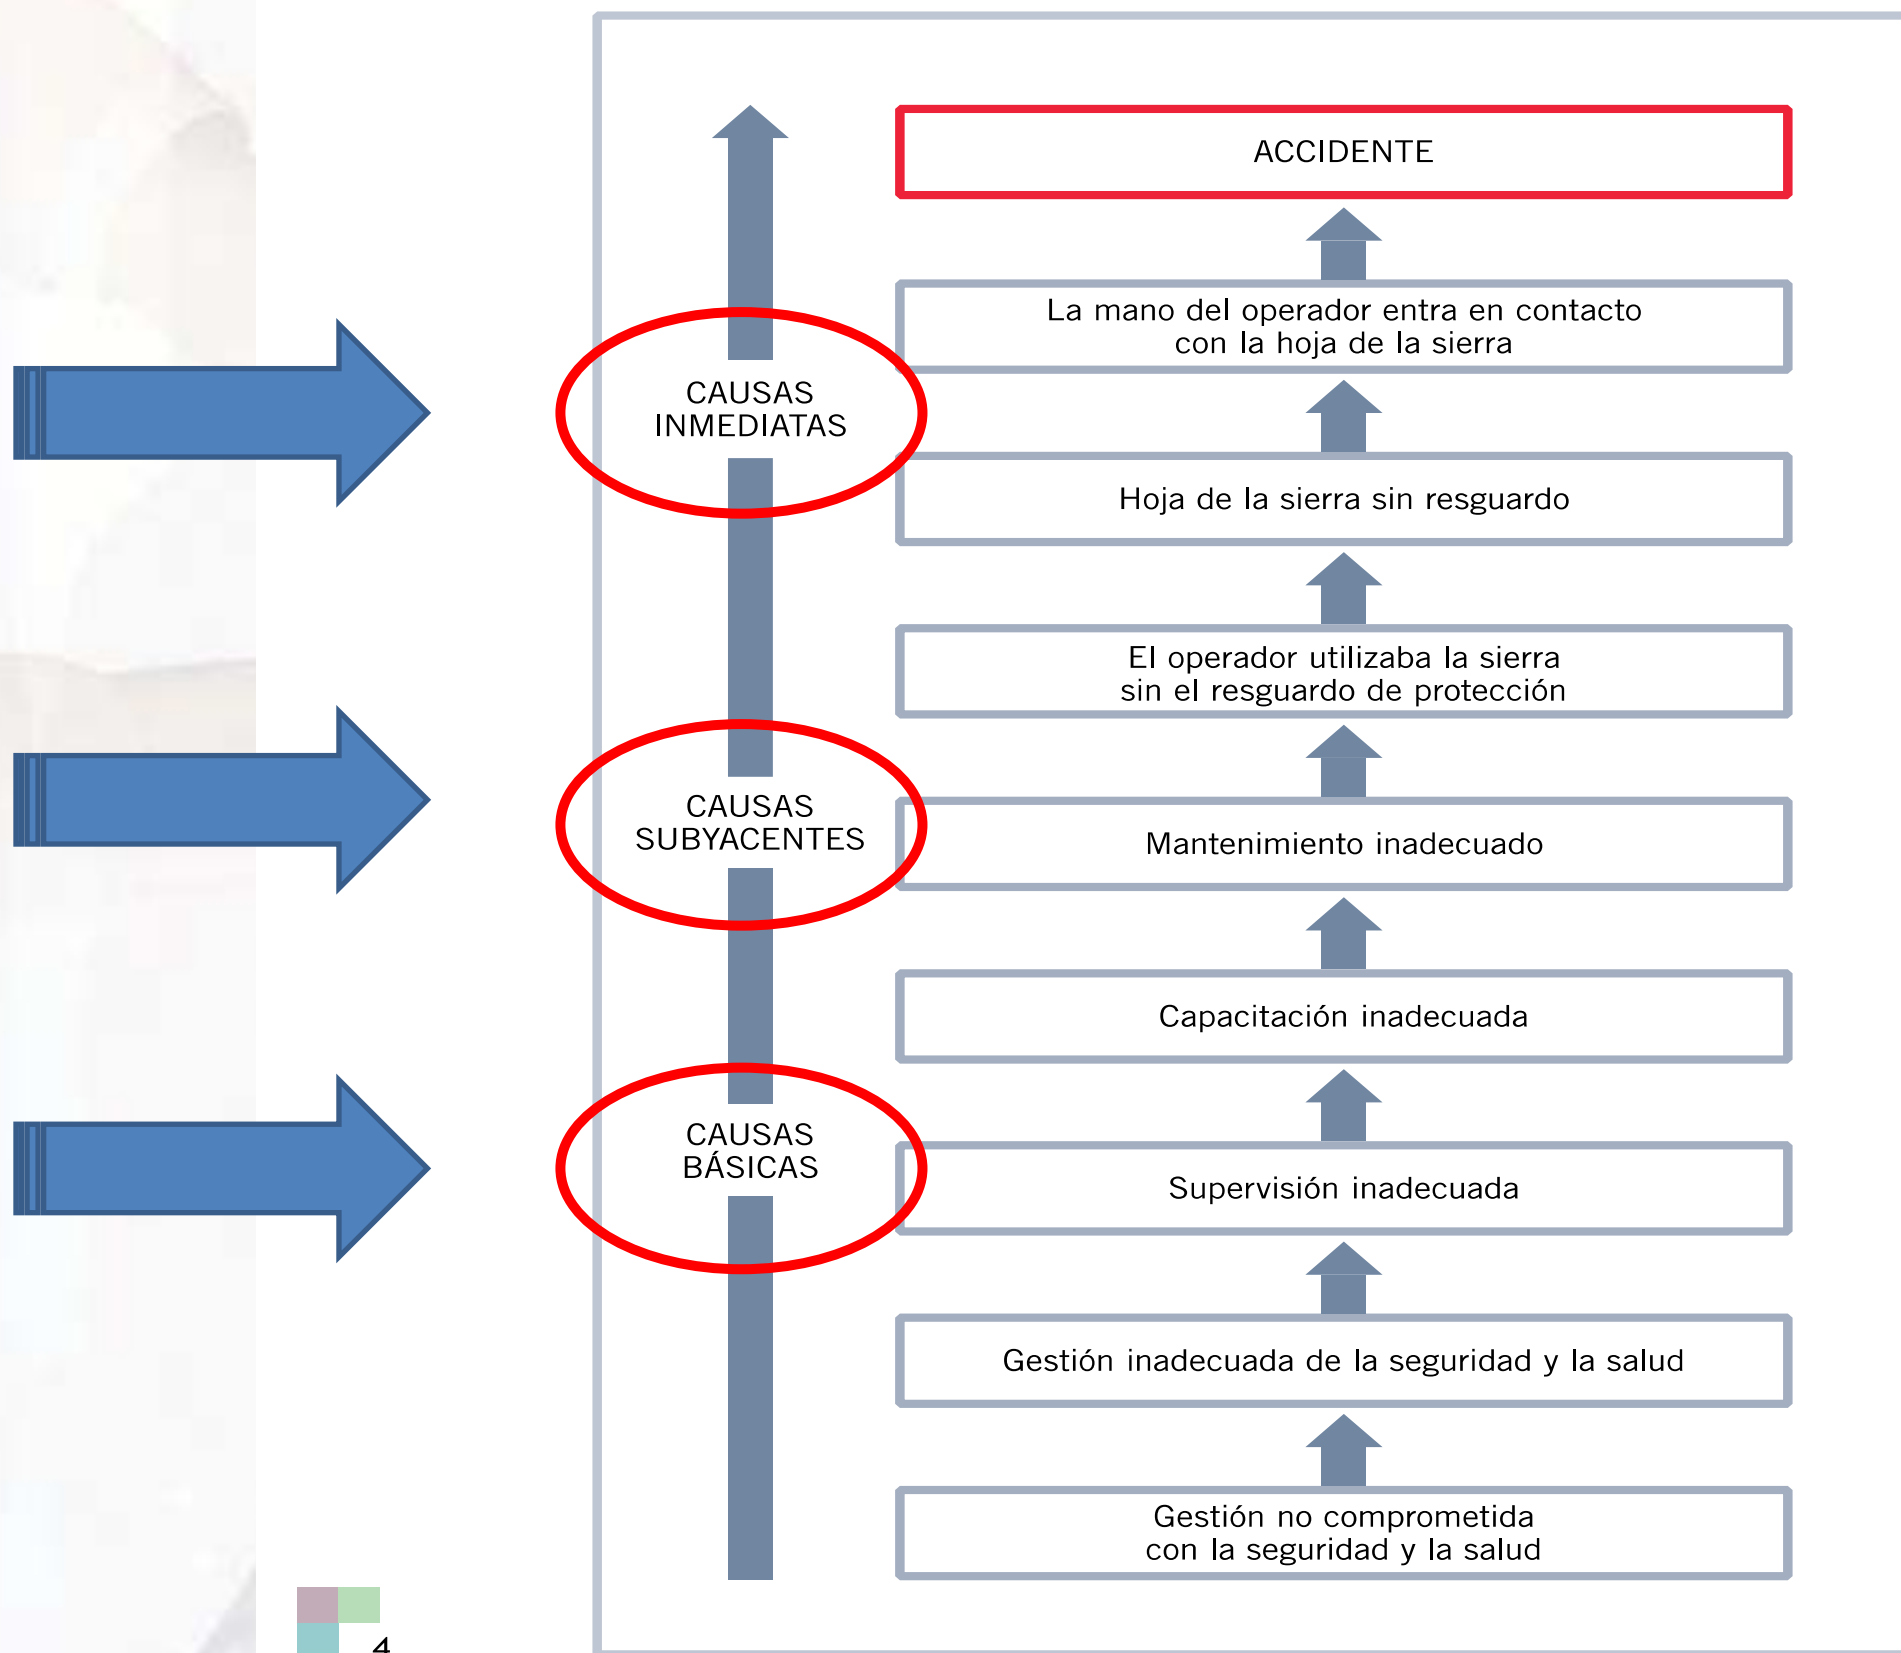 ACCIDENTE
La mano del operador entra en contacto
con la hoja de la sierra
CAUSAS
INMEDIATAS
Hoja de la sierra sin resguardo
El operador utilizaba la sierra
sin el resguardo de protección
CAUSAS
SUBYACENTES
Mantenimiento inadecuado
Capacitación inadecuada
CAUSAS
BÁSICAS
Supervisión inadecuada
Gestión inadecuada de la seguridad y la salud
Gestión no comprometida
con la seguridad y la salud
4